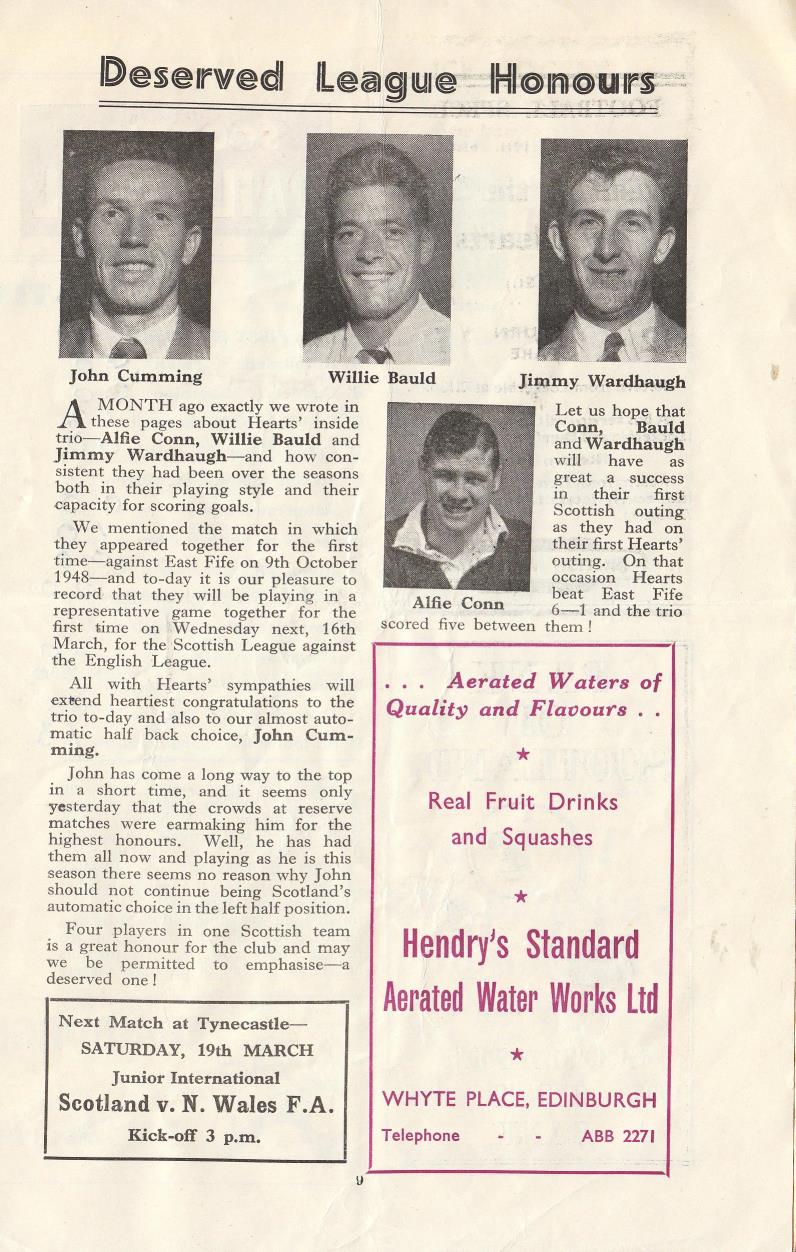 Deserved League Honours
John Cumming
Willie Bauld
Jimmy Wardhaugh
A MONTH ago exactly we wrote in
these pages about Hearts' inside
trio—Alfie Conn, Willie Bauld and
Jimmy Wardhaugh—and how con-
sistent they had been over the seasons
both in their playing style and their
capacity for scoring goals.
We mentioned the match in which
they appeared together for the first
time—against East Fife on 9th October
1948—and to-day it is our pleasure to
record that they will be playing in a
representative game together for the
first time on Wednesday next, 16th
March, for the Scottish League against
the English League.
All with Hearts' sympathies will
extend heartiest congratulations to the
trio to-day and also to our almost auto-
matic half back choice, John Cum-
ming.
John has come a long way to the top
in a short time, and it seems only
yesterday that the crowds at reserve
matches were earmaking him for the
highest honours. Well, he has had
them all now and playing as he is this
season there seems no reason why John
should not continue being Scotland's
automatic choice in the left half position.
Four players in one Scottish team
is a great honour for the club and may
we be permitted to emphasise—a
deserved one!
Alfie Conn
Let us hope that
Conn, Bauld
and Wardhaugh
will have as
great a success
in their first
Scottish outing
as they had on
their first Hearts'
outing. On that
occasion Hearts
beat East Fife
6—1 and the trio
scored five between them!
Next Match at Tynecastle—
SATURDAY, 19th MARCH
Junior International
Scotland v. N. Wales F.A.
Kick-off 3 p.m.
. . . Aerated Waters of
Quality and Flavours . .
Real Fruit Drinks
and Squashes
Hendry's Standard
Aerated Water Works Ltd
WHYTE PLACE, EDINBURGH
Telephone - - ABB 2271
9